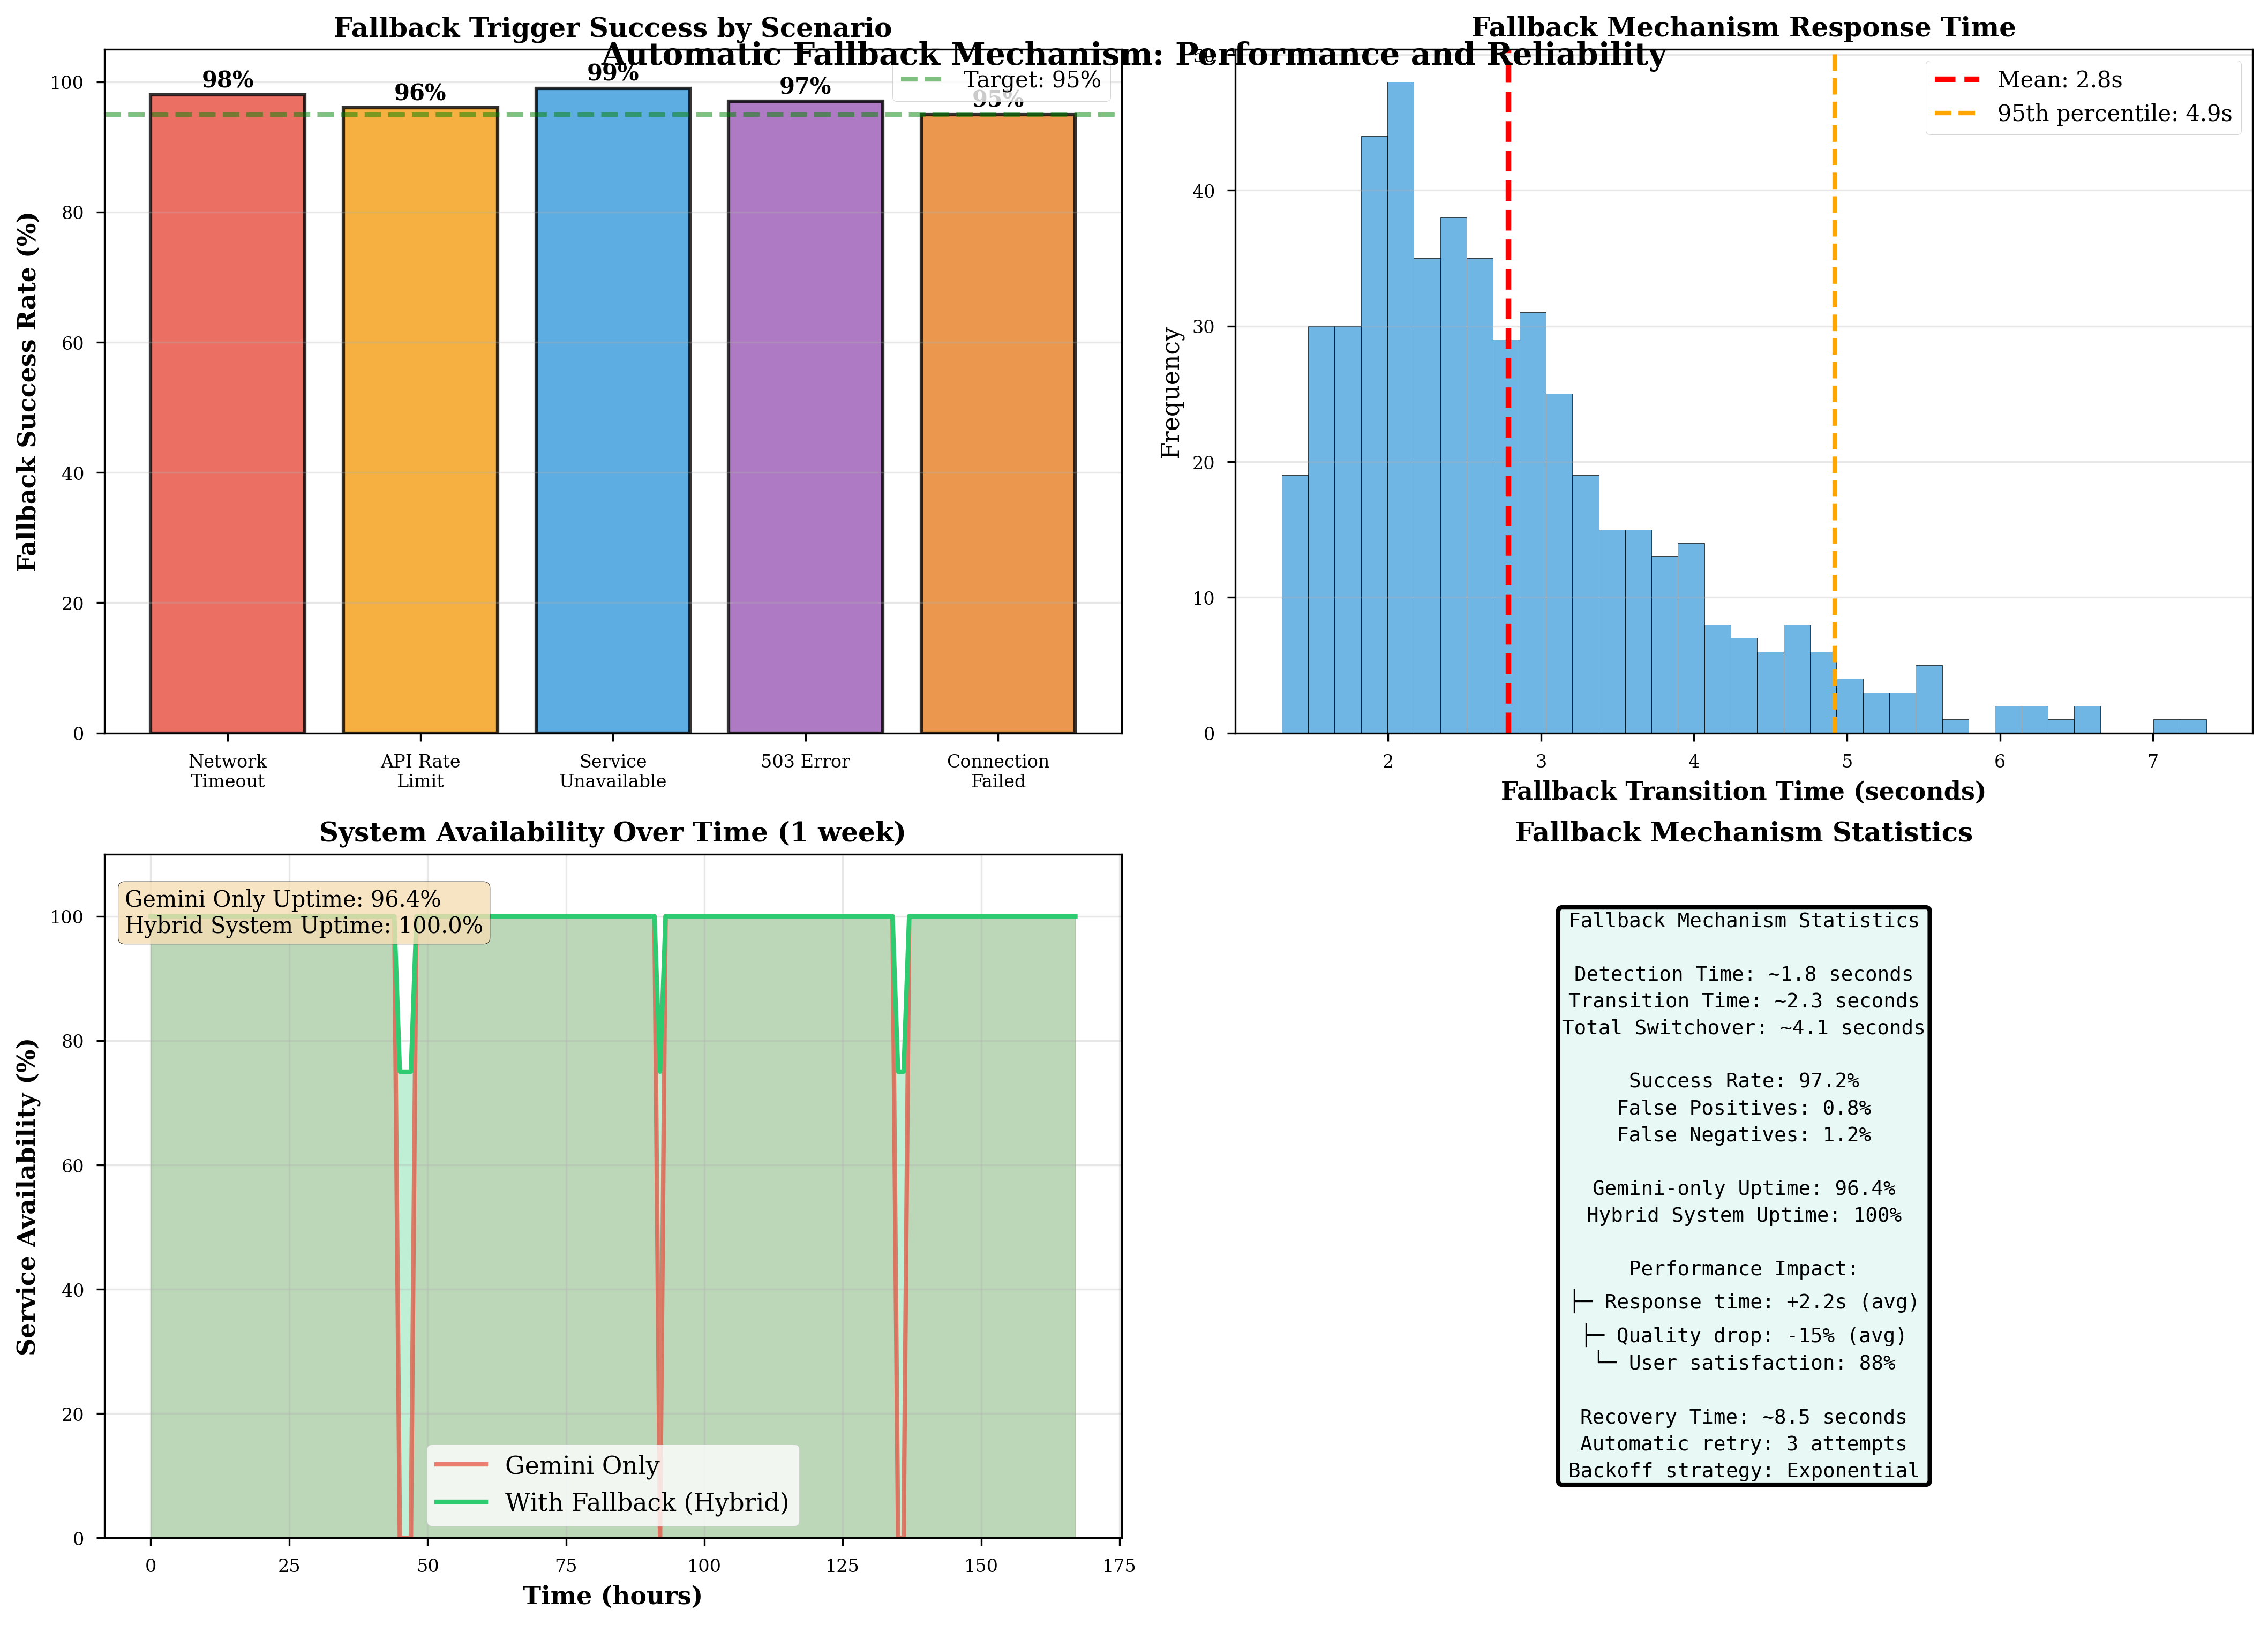 Automatic Fallback Mechanism: Performance and Reliability
Fallback Trigger Success by Scenario
Fallback Success Rate (%)
100
80
60
40
20
0
98%
96%
99%
97%
95%
Target: 95%
Network
Timeout
API Rate
Limit
Service
Unavailable
503 Error
Connection
Failed
Fallback Mechanism Response Time
Frequency
50
40
30
20
10
0
Mean: 2.8s
95th percentile: 4.9s
2
3
4
5
6
7
Fallback Transition Time (seconds)
System Availability Over Time (1 week)
Service Availability (%)
100
80
60
40
20
0
Gemini Only Uptime: 96.4%
Hybrid System Uptime: 100.0%
Gemini Only
With Fallback (Hybrid)
0
25
50
75
100
125
150
175
Time (hours)
Fallback Mechanism Statistics
Fallback Mechanism Statistics
Detection Time: ~1.8 seconds
Transition Time: ~2.3 seconds
Total Switchover: ~4.1 seconds
Success Rate: 97.2%
False Positives: 0.8%
False Negatives: 1.2%
Gemini-only Uptime: 96.4%
Hybrid System Uptime: 100%
Performance Impact:
├─ Response time: +2.2s (avg)
├─ Quality drop: -15% (avg)
└─ User satisfaction: 88%
Recovery Time: ~8.5 seconds
Automatic retry: 3 attempts
Backoff strategy: Exponential